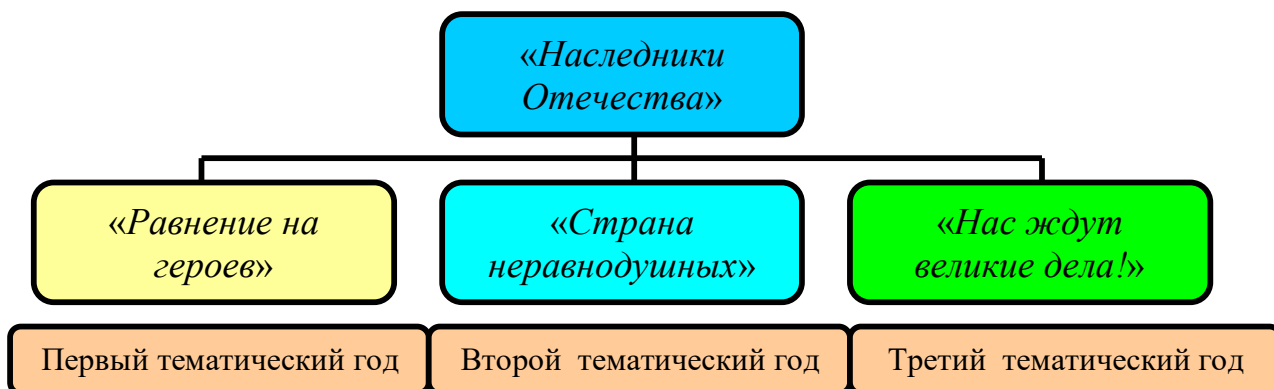 «Наследники
Отечества»
«Равнение на
героев»
«Страна
неравнодушных»
«Нас ждут
великие дела!»
Первый тематический год
Второй тематический год
Третий тематический год